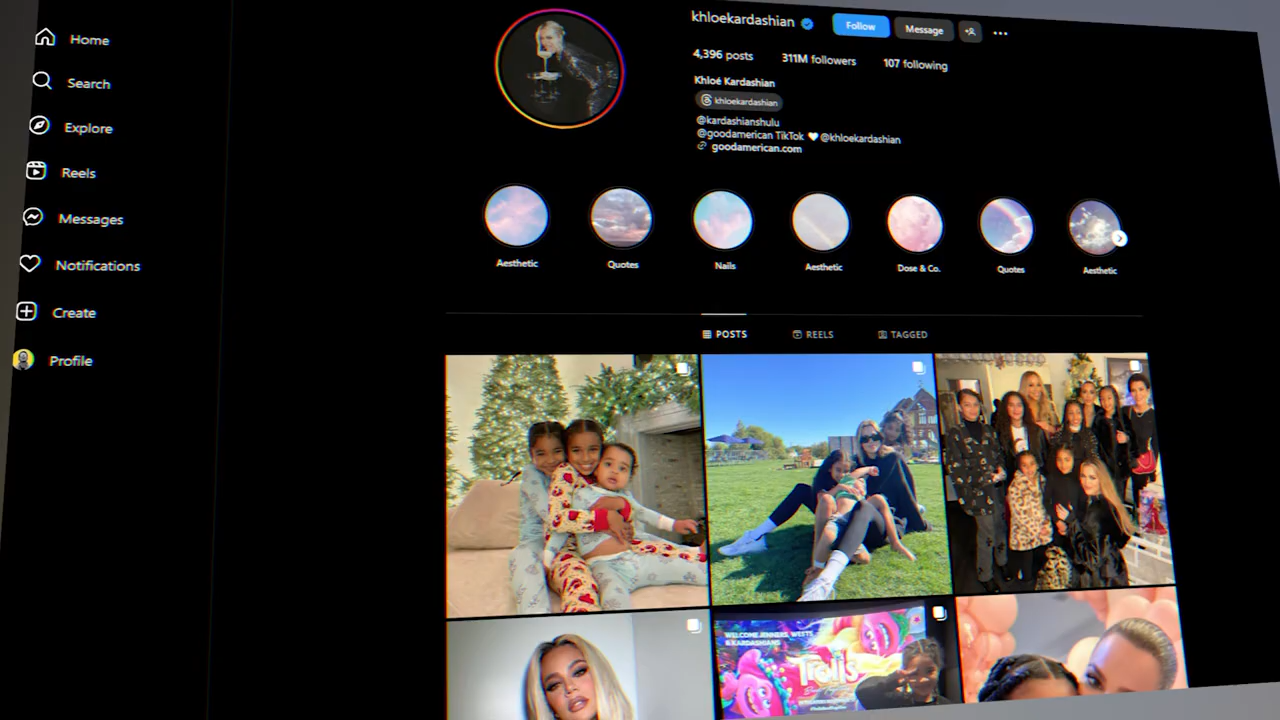 Home
Search
Explore
Reels
Messages
Notifications
Create
Profile
khloekardashian
Follow
Message
4,396 posts 311M followers 107 following
Khloé Kardashian
khloekardashian
@kardashianshulu
@goodamerican TikTok 🤍 @khloekardashian
goodamerican.com
Aesthetic
Quotes
Nails
Aesthetic
Dose & Co.
Quotes
Aesthetic
POSTS
REELS
TAGGED
WELCOME JENNERS, WESTS
& KARDASHIANS
Trolls